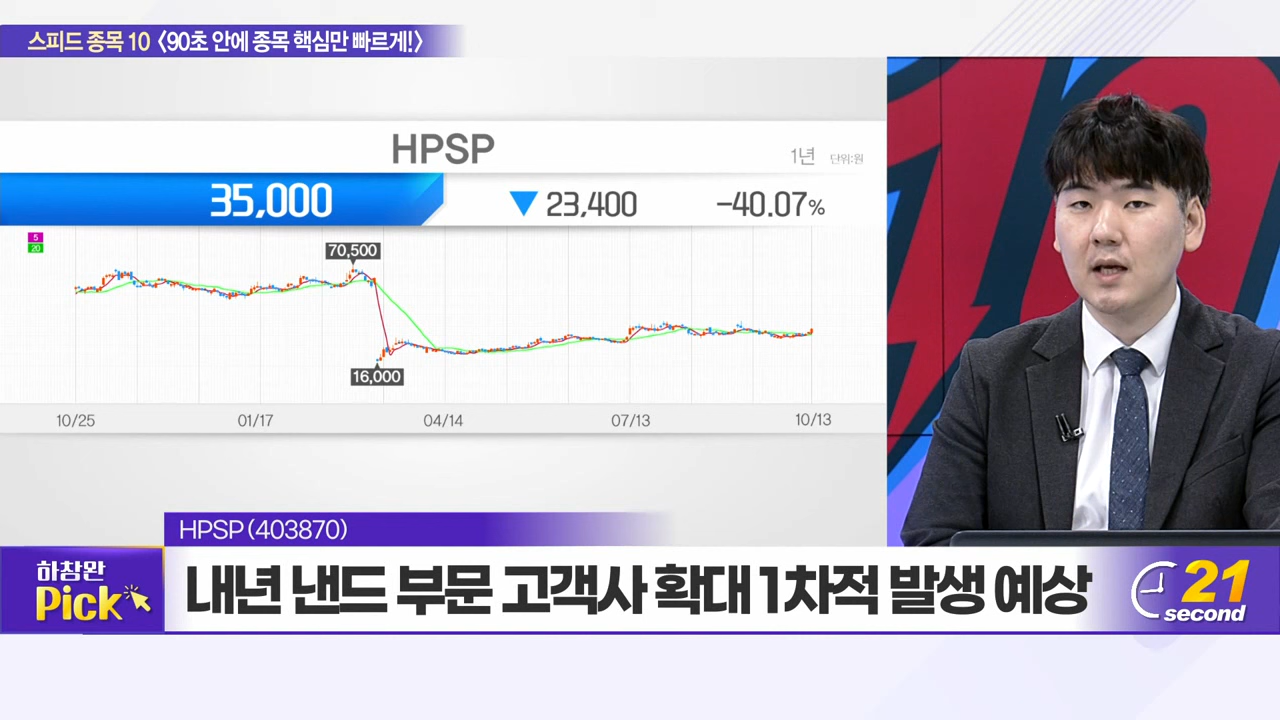 스피드 종목 10 〈90초 안에 종목 핵심만 빠르게!〉
HPSP
1년 단위:원
35,000 ▼ 23,400 -40.07%
5
20
70,500
16,000
10/25 01/17 04/14 07/13 10/13
HPSP (403870)
하창완
Pick
내년 낸드 부문 고객사 확대 1차적 발생 예상
21
second